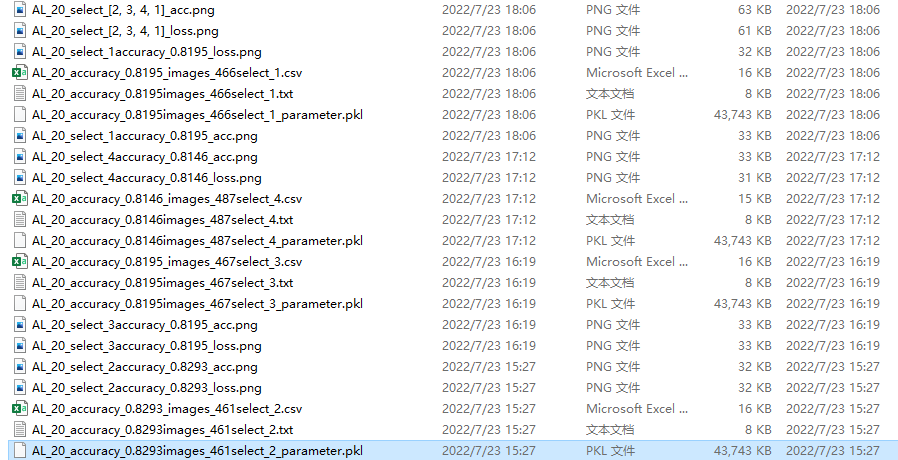 AL_20_select_[2, 3, 4, 1]_acc.png 2022/7/23 18:06 PNG 文件 63 KB 2022/7/23 18:06
AL_20_select_[2, 3, 4, 1]_loss.png 2022/7/23 18:06 PNG 文件 61 KB 2022/7/23 18:06
AL_20_select_1accuracy_0.8195_loss.png 2022/7/23 18:06 PNG 文件 32 KB 2022/7/23 18:06
AL_20_accuracy_0.8195_images_466select_1.csv 2022/7/23 18:06 Microsoft Excel ... 16 KB 2022/7/23 18:06
AL_20_accuracy_0.8195images_466select_1.txt 2022/7/23 18:06 文本文档 8 KB 2022/7/23 18:06
AL_20_accuracy_0.8195images_466select_1_parameter.pkl 2022/7/23 18:06 PKL 文件 43,743 KB 2022/7/23 18:06
AL_20_select_1accuracy_0.8195_acc.png 2022/7/23 18:06 PNG 文件 33 KB 2022/7/23 18:06
AL_20_select_4accuracy_0.8146_acc.png 2022/7/23 17:12 PNG 文件 33 KB 2022/7/23 17:12
AL_20_select_4accuracy_0.8146_loss.png 2022/7/23 17:12 PNG 文件 31 KB 2022/7/23 17:12
AL_20_accuracy_0.8146_images_487select_4.csv 2022/7/23 17:12 Microsoft Excel ... 15 KB 2022/7/23 17:12
AL_20_accuracy_0.8146images_487select_4.txt 2022/7/23 17:12 文本文档 8 KB 2022/7/23 17:12
AL_20_accuracy_0.8146images_487select_4_parameter.pkl 2022/7/23 17:12 PKL 文件 43,743 KB 2022/7/23 17:12
AL_20_accuracy_0.8195_images_467select_3.csv 2022/7/23 16:19 Microsoft Excel ... 16 KB 2022/7/23 16:19
AL_20_accuracy_0.8195images_467select_3.txt 2022/7/23 16:19 文本文档 8 KB 2022/7/23 16:19
AL_20_accuracy_0.8195images_467select_3_parameter.pkl 2022/7/23 16:19 PKL 文件 43,743 KB 2022/7/23 16:19
AL_20_select_3accuracy_0.8195_acc.png 2022/7/23 16:19 PNG 文件 33 KB 2022/7/23 16:19
AL_20_select_3accuracy_0.8195_loss.png 2022/7/23 16:19 PNG 文件 33 KB 2022/7/23 16:19
AL_20_select_2accuracy_0.8293_acc.png 2022/7/23 15:27 PNG 文件 32 KB 2022/7/23 15:27
AL_20_select_2accuracy_0.8293_loss.png 2022/7/23 15:27 PNG 文件 32 KB 2022/7/23 15:27
AL_20_accuracy_0.8293_images_461select_2.csv 2022/7/23 15:27 Microsoft Excel ... 16 KB 2022/7/23 15:27
AL_20_accuracy_0.8293images_461select_2.txt 2022/7/23 15:27 文本文档 8 KB 2022/7/23 15:27
AL_20_accuracy_0.8293images_461select_2_parameter.pkl 2022/7/23 15:27 PKL 文件 43,743 KB 2022/7/23 15:27